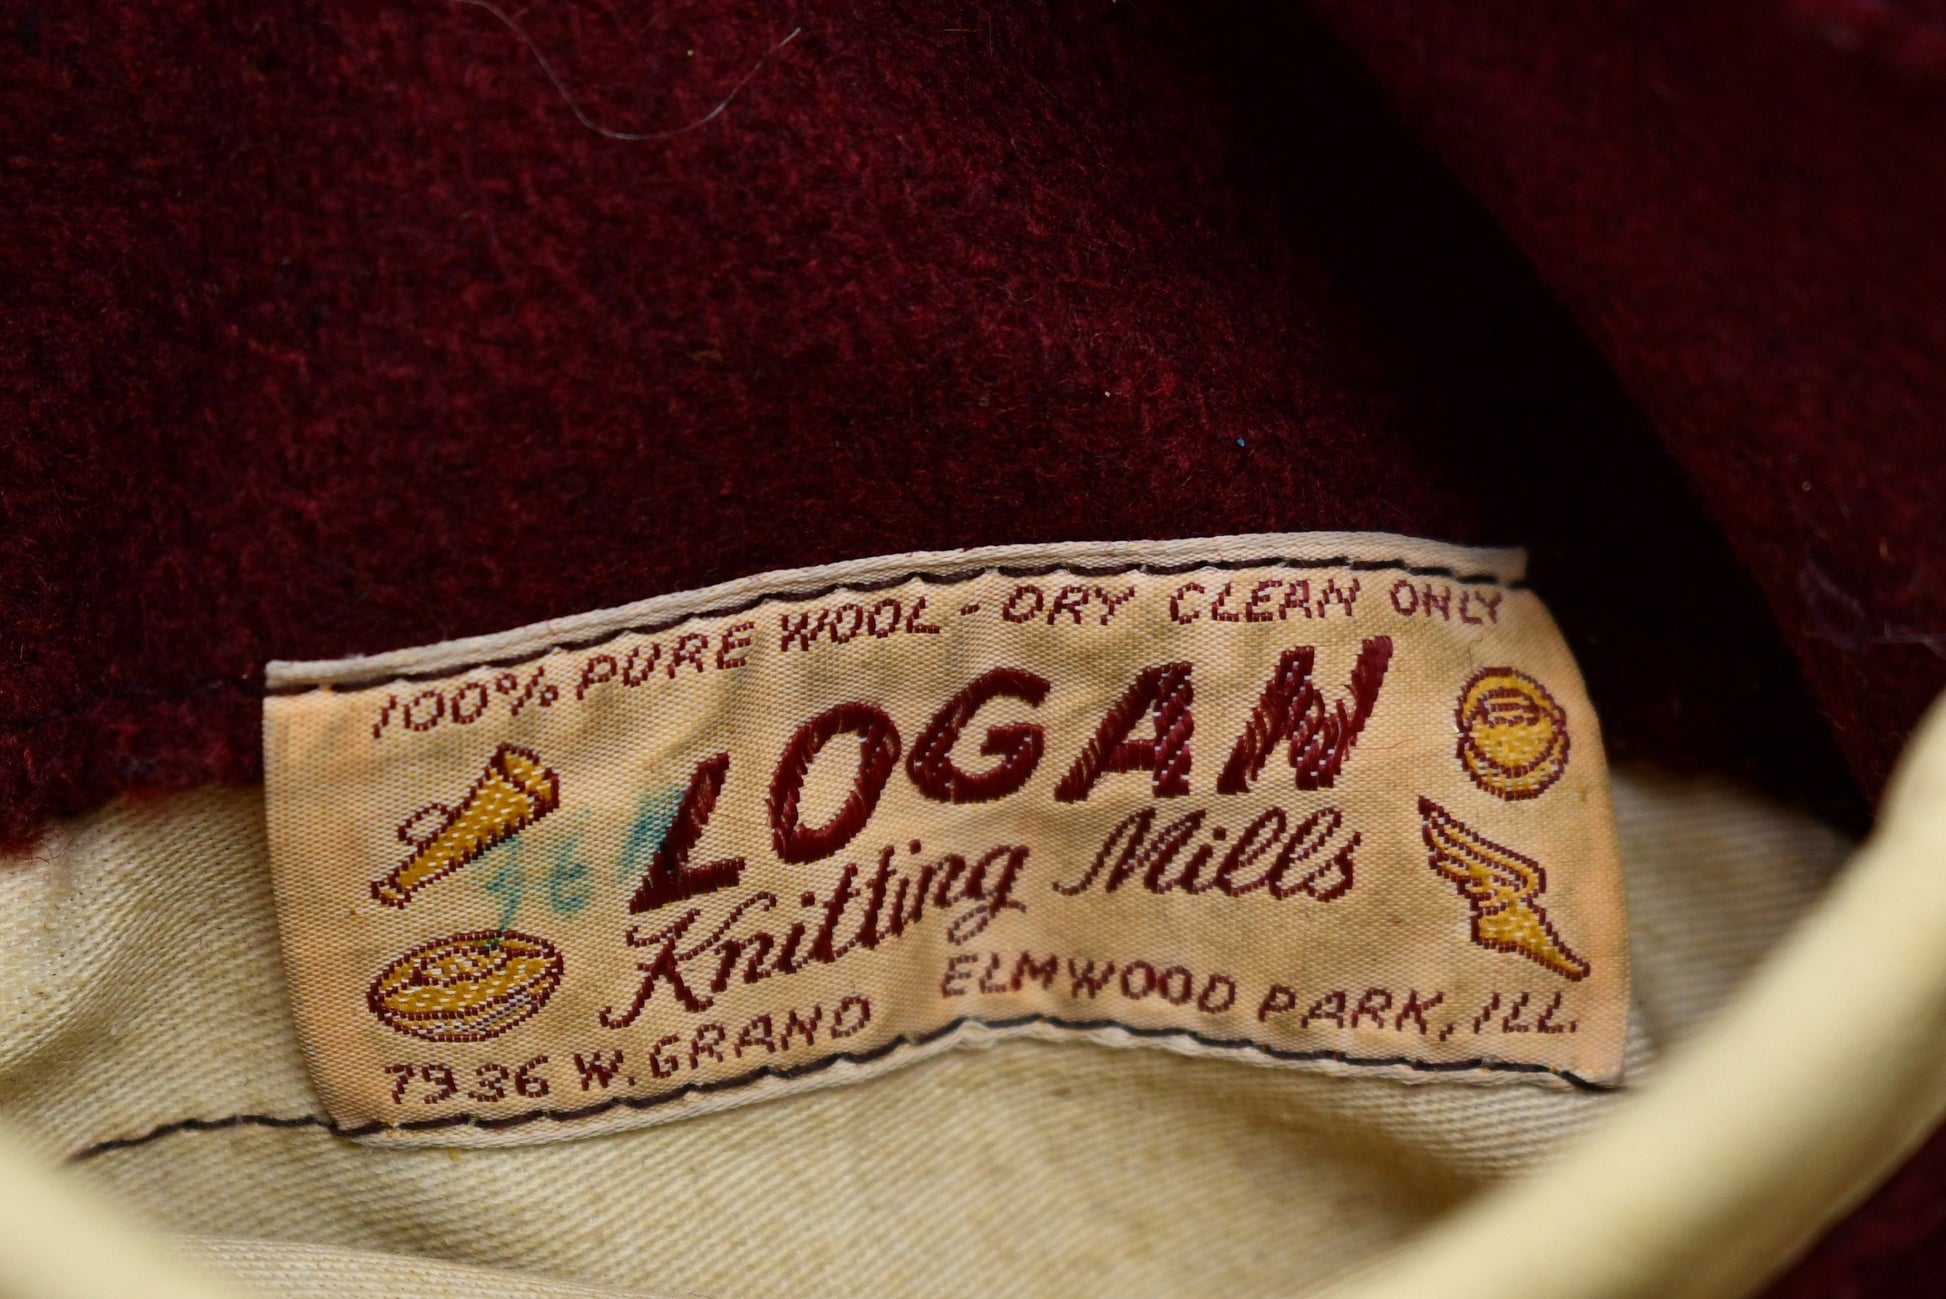 100% PURE WOOL - DRY CLEAN ONLY
LOGAN
Knitting Mills
7936 W. GRAND ELMWOOD PARK, ILL.